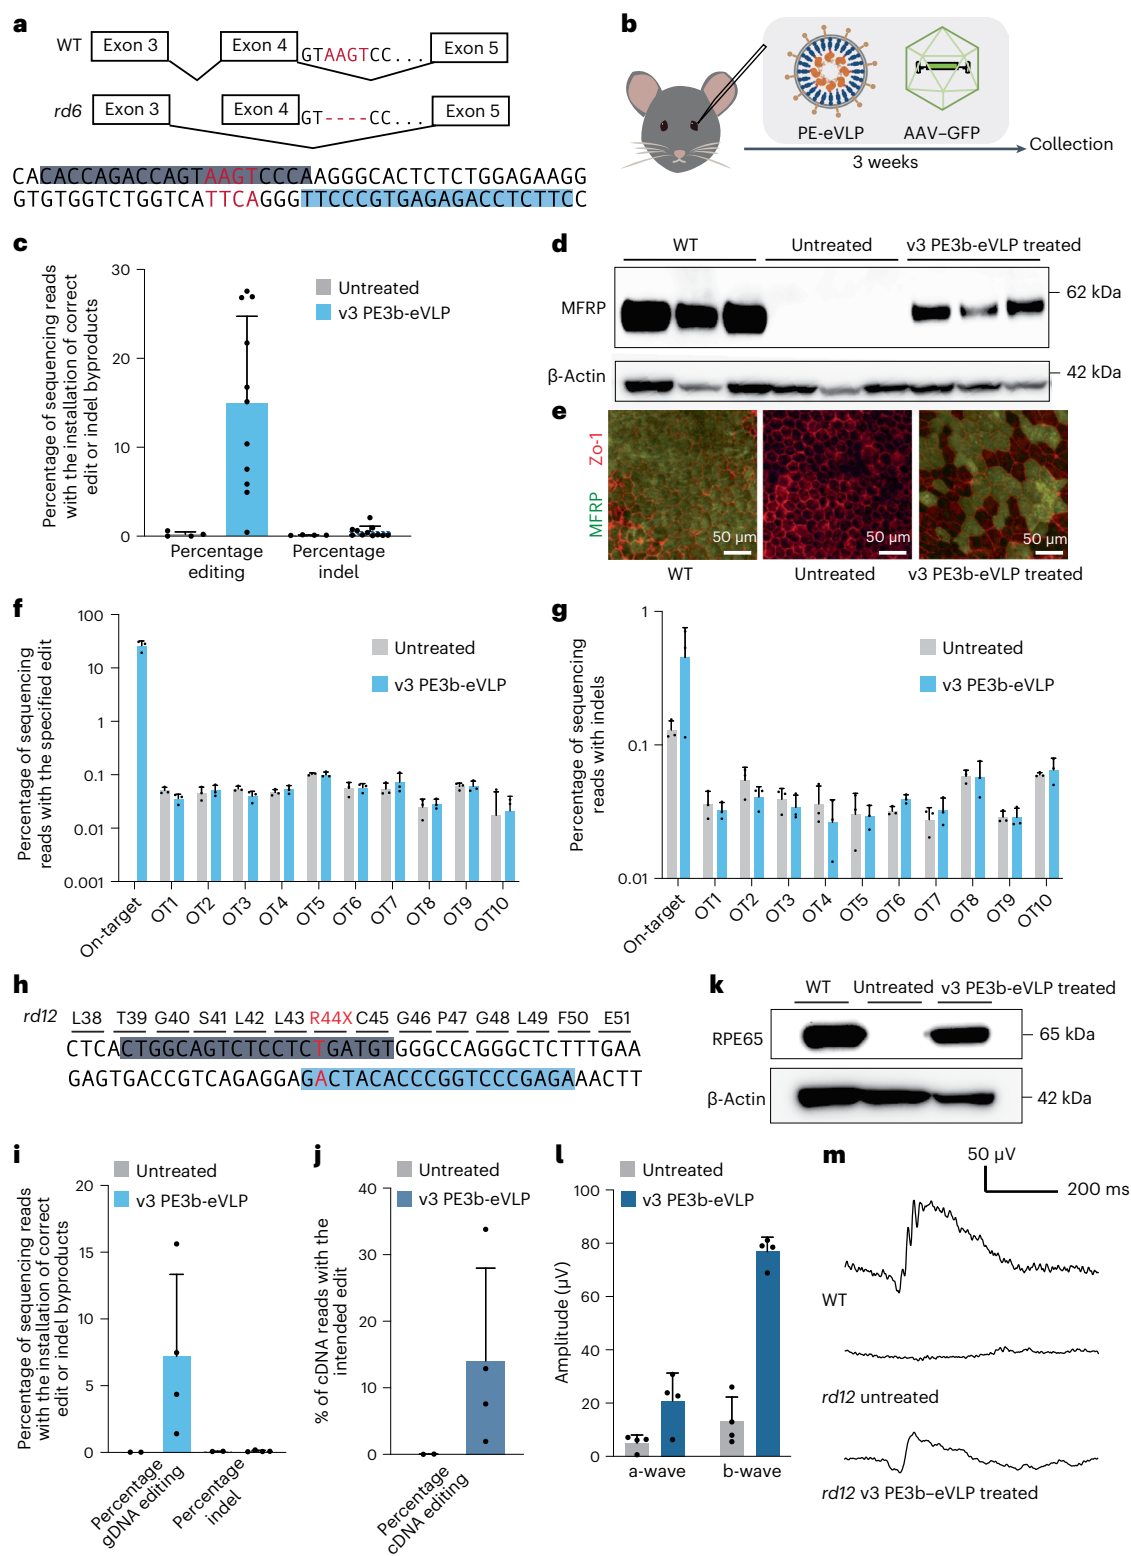 a
WT
Exon 3
Exon 4
GTAAGTCC...
Exon 5
rd6
Exon 3
Exon 4
GT----CC...
Exon 5
CACACCAGACCAGTAAGTCCCAAGGGCACTCTCTGGAGAAGG
GTGTGGTCTGGTCATTCAGGGTTCCCGTGAGAGACCTCTTCC
b
PE-eVLP
AAV–GFP
3 weeks
Collection
c
Percentage of sequencing reads
with the installation of correct
edit or indel byproducts
30
20
10
0
Untreated
v3 PE3b-eVLP
Percentage
editing
Percentage
indel
d
WT
Untreated
v3 PE3b-eVLP treated
MFRP
62 kDa
β-Actin
42 kDa
e
MFRP Zo-1
50 μm
50 μm
50 μm
WT
Untreated
v3 PE3b-eVLP treated
f
Percentage of sequencing
reads with the specified edit
100
10
1
0.1
0.01
0.001
Untreated
v3 PE3b-eVLP
On-target
OT1
OT2
OT3
OT4
OT5
OT6
OT7
OT8
OT9
OT10
g
Percentage of sequencing
reads with indels
1
0.1
0.01
Untreated
v3 PE3b-eVLP
On-target
OT1
OT2
OT3
OT4
OT5
OT6
OT7
OT8
OT9
OT10
h
rd12
L38 T39 G40 S41 L42 L43 R44X C45 G46 P47 G48 L49 F50 E51
CTCACTGGCAGTCTCCTCTGATGTGGGCCAGGGCTCTTTGAA
GAGTGACCGTCAGAGGAGACTACACCCGGTCCCGAGAAACTT
k
WT
Untreated
v3 PE3b-eVLP treated
RPE65
65 kDa
β-Actin
42 kDa
i
Untreated
v3 PE3b-eVLP
Percentage of sequencing reads
with the installation of correct
edit or indel byproducts
20
15
10
5
0
Percentage
gDNA editing
Percentage
indel
j
Untreated
v3 PE3b-eVLP
% of cDNA reads with the
intended edit
40
30
20
10
0
Percentage
cDNA editing
l
Untreated
v3 PE3b-eVLP
Amplitude (μV)
100
80
60
40
20
0
a-wave
b-wave
m
50 μV
200 ms
WT
rd12 untreated
rd12 v3 PE3b–eVLP treated